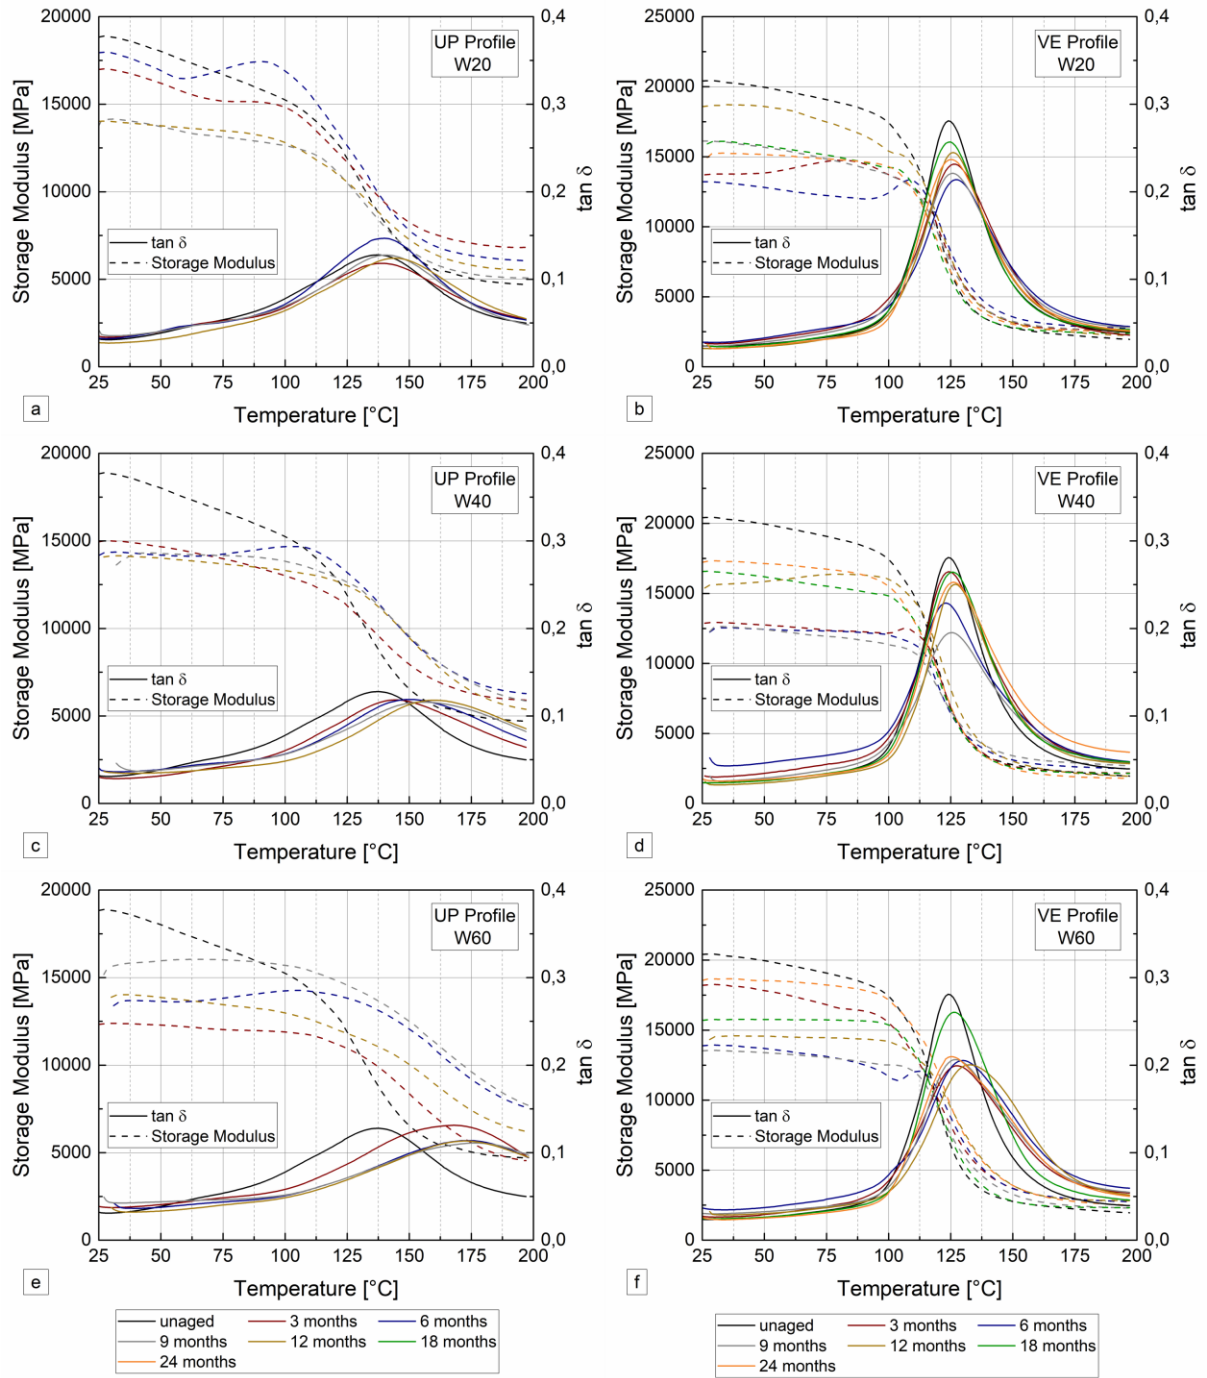 20000
15000
10000
5000
0
Storage Modulus [MPa]
UP Profile
W20
tan δ
Storage Modulus
0,4
0,3
0,2
0,1
0,0
tan δ
25 50 75 100 125 150 175 200
Temperature [°C]
a
25000
20000
15000
10000
5000
0
Storage Modulus [MPa]
VE Profile
W20
tan δ
Storage Modulus
0,4
0,3
0,2
0,1
0,0
tan δ
25 50 75 100 125 150 175 200
Temperature [°C]
b
20000
15000
10000
5000
0
Storage Modulus [MPa]
UP Profile
W40
tan δ
Storage Modulus
0,4
0,3
0,2
0,1
0,0
tan δ
25 50 75 100 125 150 175 200
Temperature [°C]
c
25000
20000
15000
10000
5000
0
Storage Modulus [MPa]
VE Profile
W40
tan δ
Storage Modulus
0,4
0,3
0,2
0,1
0,0
tan δ
25 50 75 100 125 150 175 200
Temperature [°C]
d
20000
15000
10000
5000
0
Storage Modulus [MPa]
UP Profile
W60
tan δ
Storage Modulus
0,4
0,3
0,2
0,1
0,0
tan δ
25 50 75 100 125 150 175 200
Temperature [°C]
e
25000
20000
15000
10000
5000
0
Storage Modulus [MPa]
VE Profile
W60
tan δ
Storage Modulus
0,4
0,3
0,2
0,1
0,0
tan δ
25 50 75 100 125 150 175 200
Temperature [°C]
f
unaged 3 months 6 months
9 months 12 months 18 months
24 months
unaged 3 months 6 months
9 months 12 months 18 months
24 months